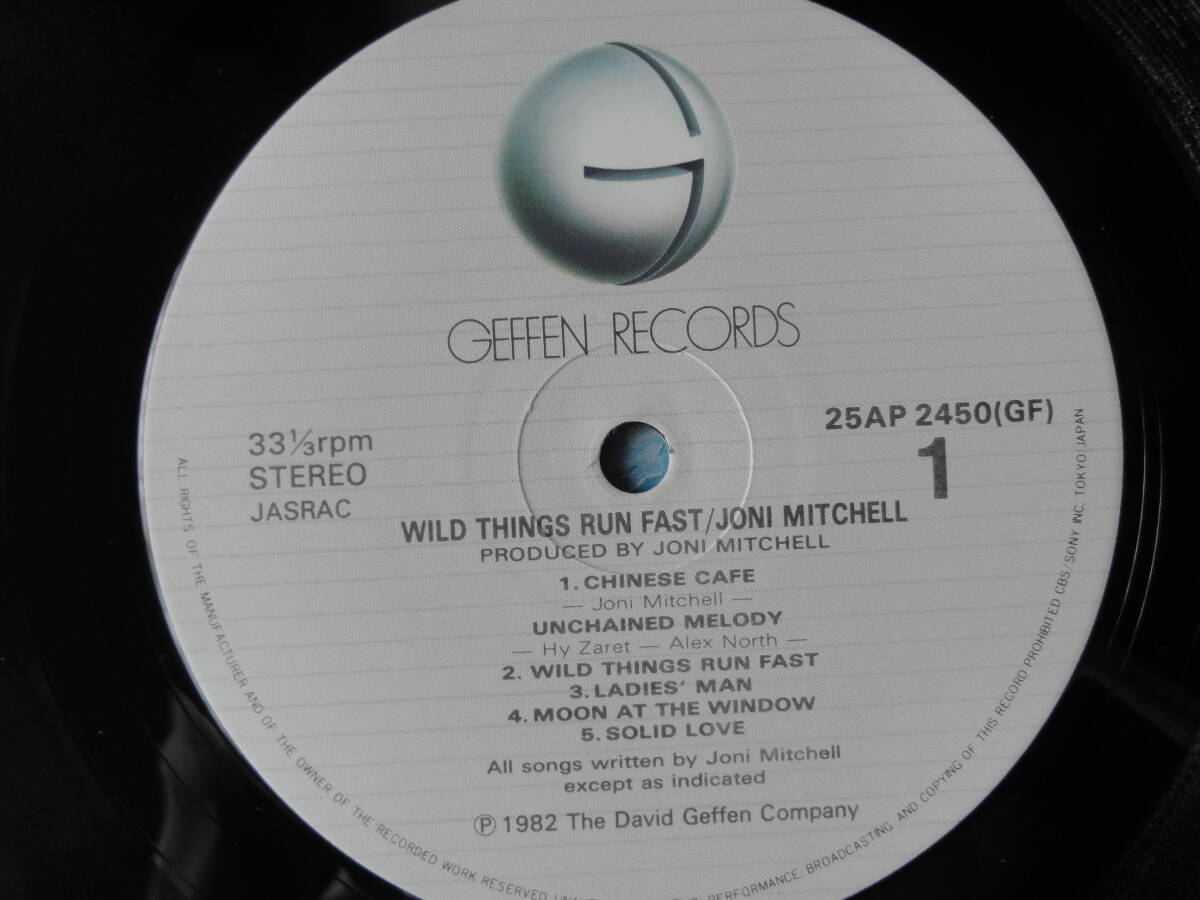 GEFFEN RECORDS
33⅓rpm
STEREO
JASRAC
25AP 2450(GF)
1
WILD THINGS RUN FAST/JONI MITCHELL
PRODUCED BY JONI MITCHELL
1. CHINESE CAFE
— Joni Mitchell —
UNCHAINED MELODY
— Hy Zaret — Alex North —
2. WILD THINGS RUN FAST
3. LADIES' MAN
4. MOON AT THE WINDOW
5. SOLID LOVE
All songs written by Joni Mitchell
except as indicated
Ⓟ 1982 The David Geffen Company
ALL RIGHTS OF THE MANUFACTURER AND OF THE OWNER OF THE RECORDED WORK RESERVED. PERFORMANCE, BROADCASTING AND COPYING OF THIS RECORD PROHIBITED CBS/SONY INC. TOKYO JAPAN